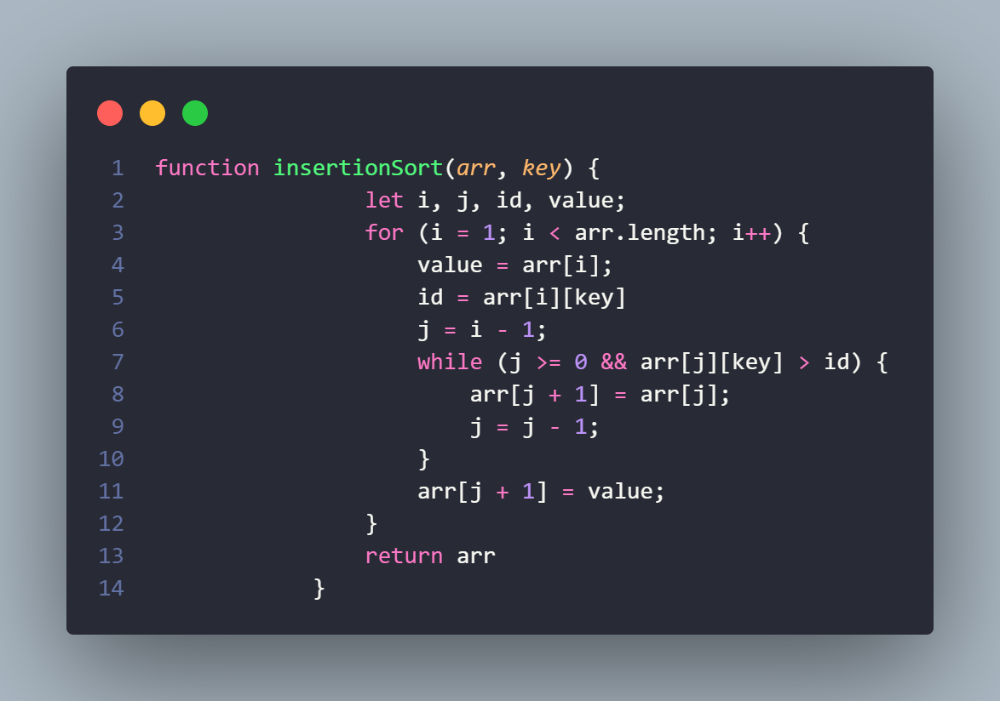 1 function insertionSort(arr, key) {
2 let i, j, id, value;
3 for (i = 1; i < arr.length; i++) {
4 value = arr[i];
5 id = arr[i][key]
6 j = i - 1;
7 while (j >= 0 && arr[j][key] > id) {
8 arr[j + 1] = arr[j];
9 j = j - 1;
10 }
11 arr[j + 1] = value;
12 }
13 return arr
14 }